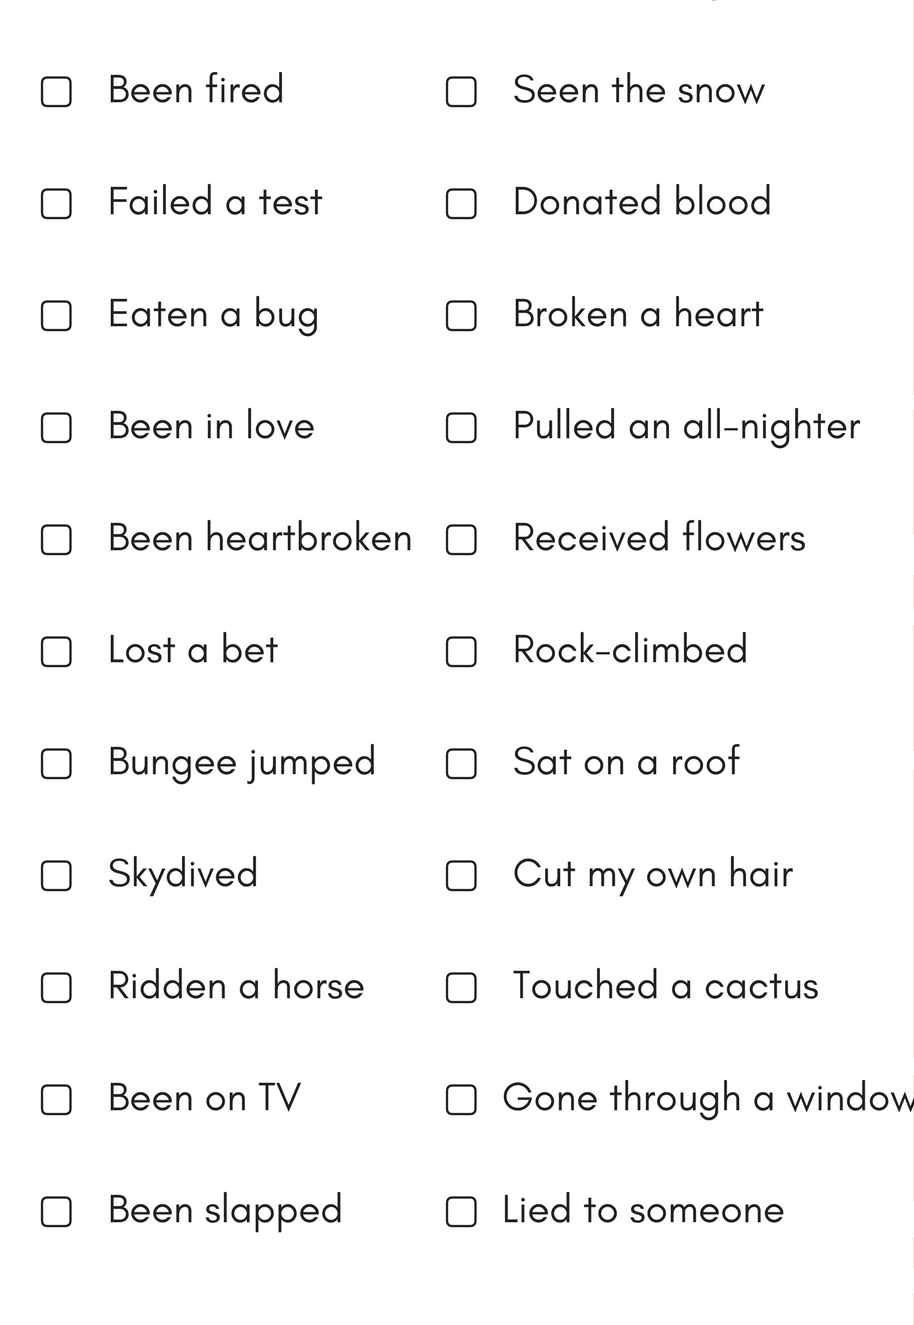 Been fired
Failed a test
Eaten a bug
Been in love
Been heartbroken
Lost a bet
Bungee jumped
Skydived
Ridden a horse
Been on TV
Been slapped
Seen the snow
Donated blood
Broken a heart
Pulled an all-nighter
Received flowers
Rock-climbed
Sat on a roof
Cut my own hair
Touched a cactus
Gone through a window
Lied to someone